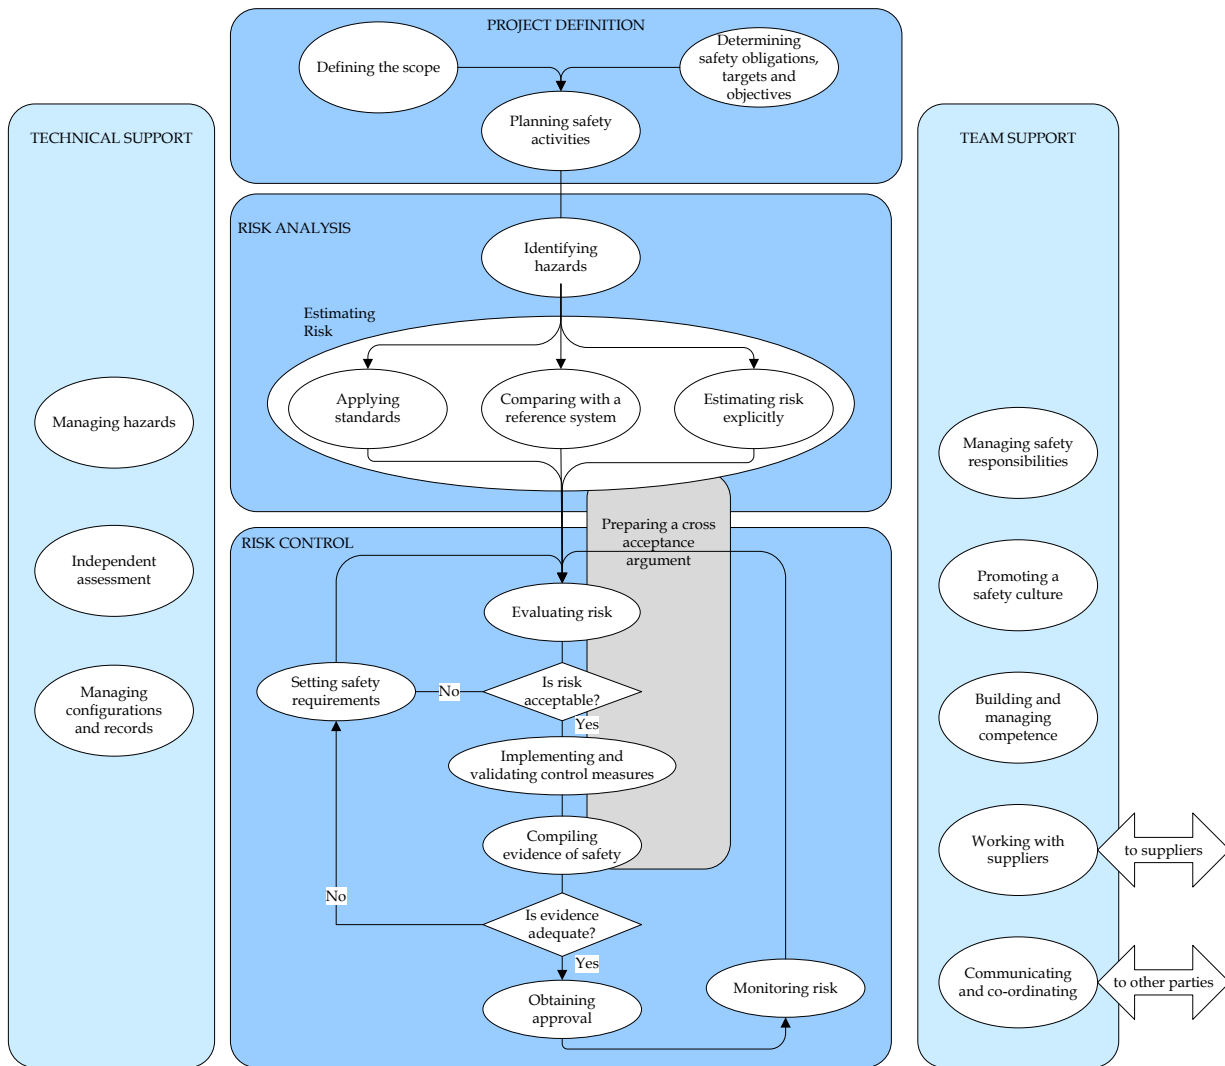 PROJECT DEFINITION
Defining the scope
Determining
safety obligations,
targets and
objectives
Planning safety
activities
TECHNICAL SUPPORT
Managing hazards
Independent
assessment
Managing
configurations
and records
RISK ANALYSIS
Identifying
hazards
Estimating
Risk
Applying
standards
Comparing with a
reference system
Estimating risk
explicitly
Preparing a cross
acceptance
argument
RISK CONTROL
Evaluating risk
Setting safety
requirements
No
Is risk
acceptable?
Yes
Implementing and
validating control measures
Compiling
evidence of safety
No
Is evidence
adequate?
Yes
Obtaining
approval
Monitoring risk
TEAM SUPPORT
Managing safety
responsibilities
Promoting a
safety culture
Building and
managing
competence
Working with
suppliers
to suppliers
Communicating
and co-ordinating
to other parties